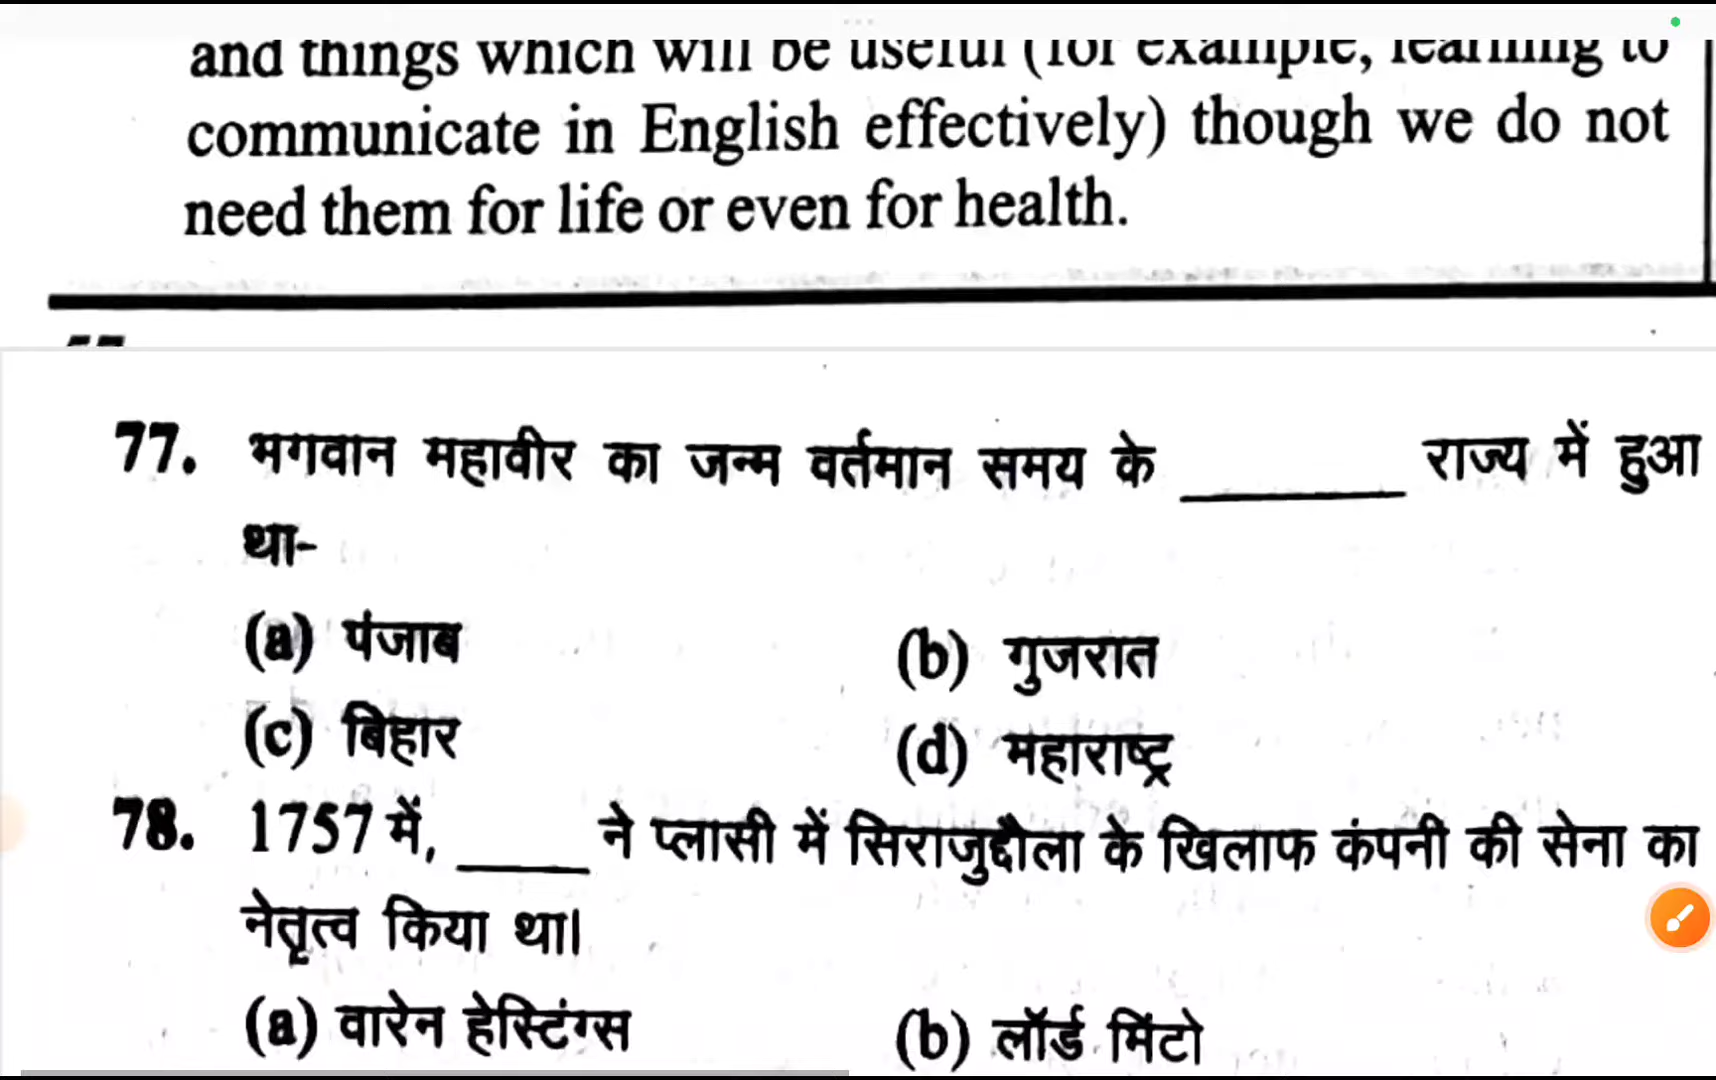 and things which will be useful (for example, learning to
communicate in English effectively) though we do not
need them for life or even for health.
77. भगवान महावीर का जन्म वर्तमान समय के ________ राज्य में हुआ
था-
(a) पंजाब (b) गुजरात
(c) बिहार (d) महाराष्ट्र
78. 1757 में, _____ ने प्लासी में सिराजुद्दौला के खिलाफ कंपनी की सेना का
नेतृत्व किया था।
(a) वारेन हेस्टिंग्स (b) लॉर्ड मिंटो